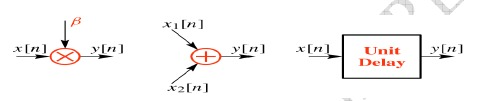 β
x[n] y[n]
x₁[n]
y[n]
x₂[n]
x[n] Unit Delay y[n]